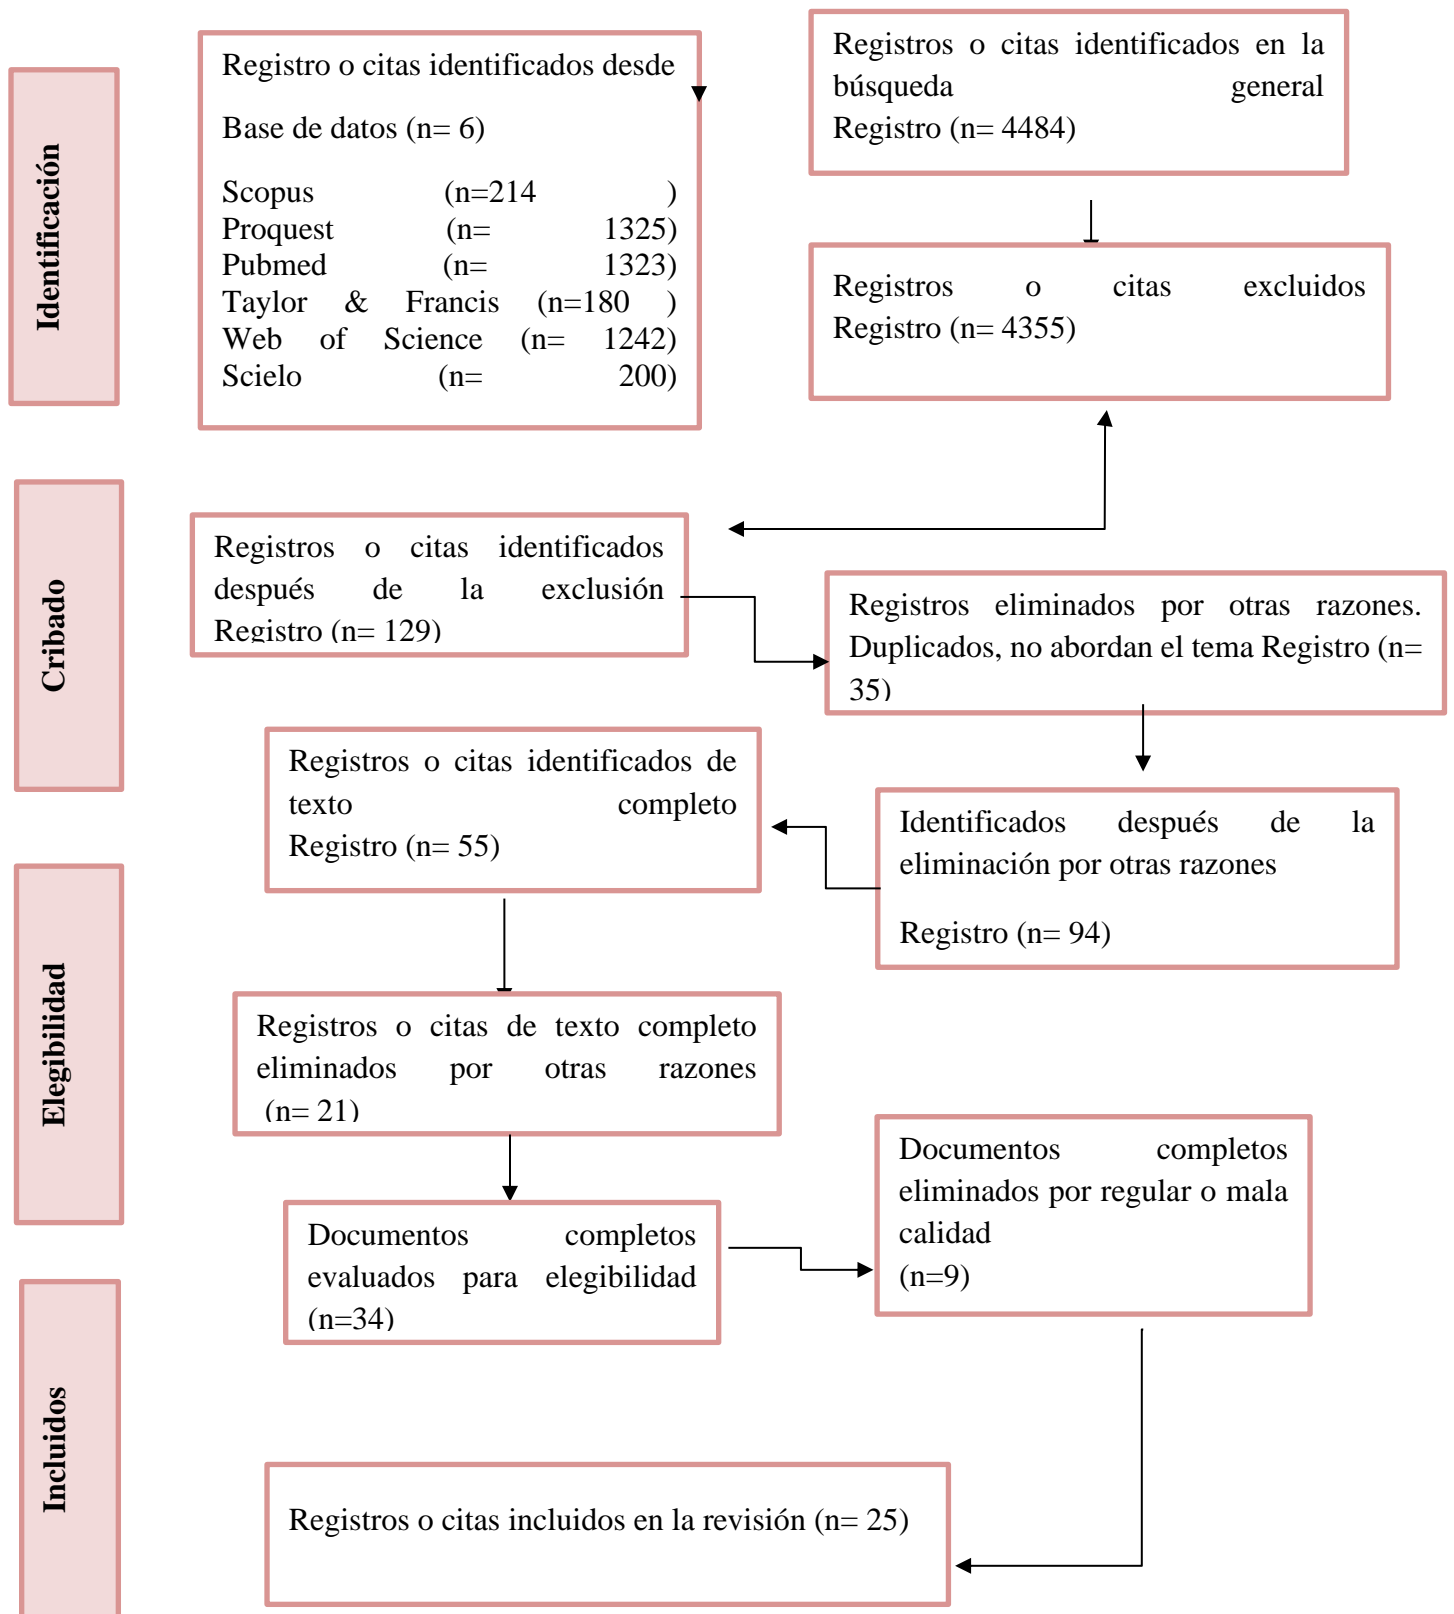 Identificación
Registro o citas identificados desde
Base de datos (n= 6)
Scopus (n=214 )
Proquest (n= 1325)
Pubmed (n= 1323)
Taylor & Francis (n=180 )
Web of Science (n= 1242)
Scielo (n= 200)
Registros o citas identificados en la
búsqueda general
Registro (n= 4484)
Registros o citas excluidos
Registro (n= 4355)
Cribado
Registros o citas identificados
después de la exclusión
Registro (n= 129)
Registros eliminados por otras razones.
Duplicados, no abordan el tema Registro (n=
35)
Registros o citas identificados de
texto completo
Registro (n= 55)
Identificados después de la
eliminación por otras razones
Registro (n= 94)
Elegibilidad
Registros o citas de texto completo
eliminados por otras razones
(n= 21)
Documentos completos
eliminados por regular o mala
calidad
(n=9)
Documentos completos
evaluados para elegibilidad
(n=34)
Incluidos
Registros o citas incluidos en la revisión (n= 25)